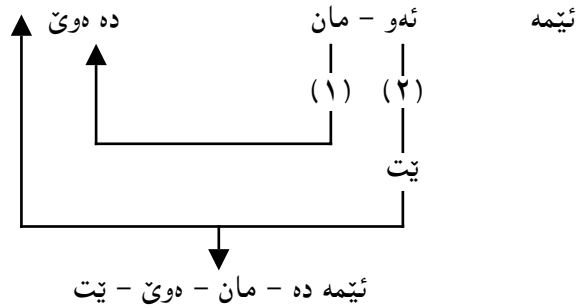 ئێمە ئەو – مان دە ەوێ
(١) (٢)
ێت
ئێمە دە – مان – ەوێ – ێت